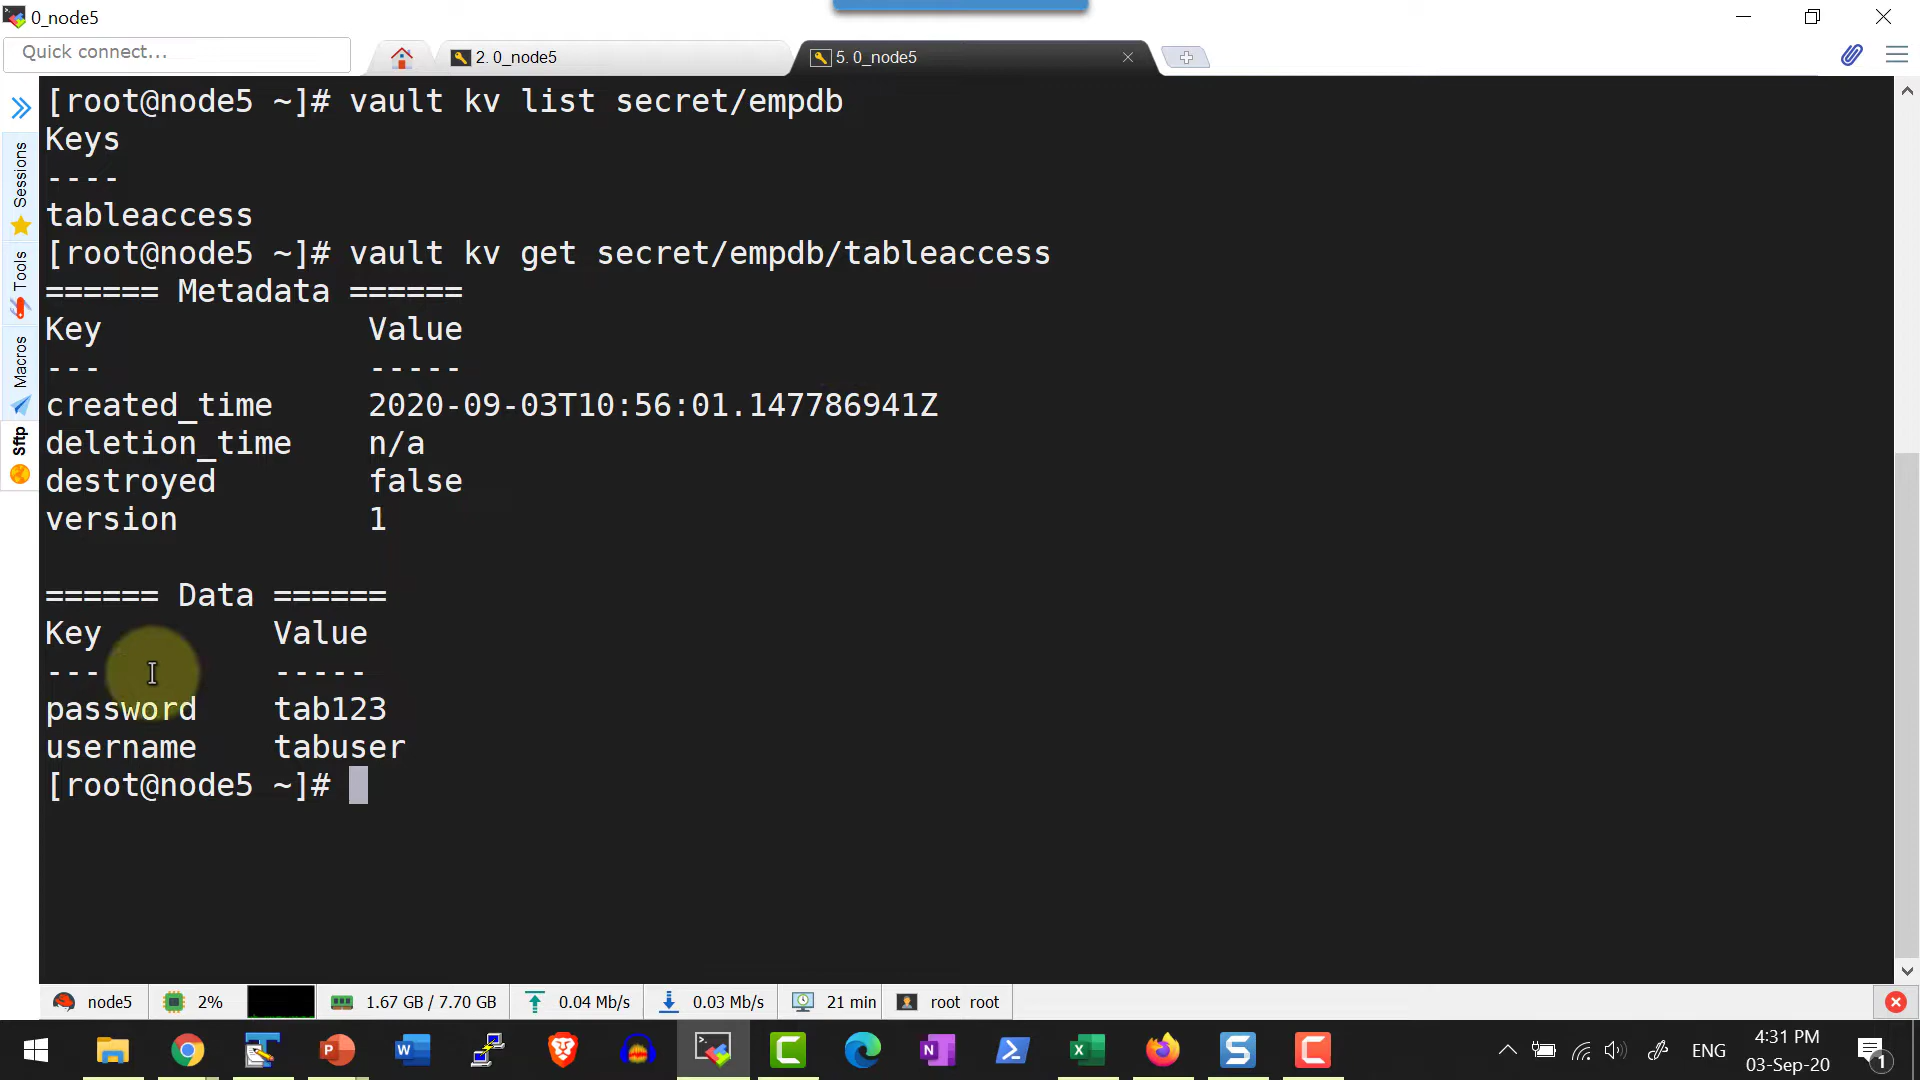 0_node5
Quick connect...
2. 0_node5
5. 0_node5
Sessions
Tools
Macros
Sftp
[root@node5 ~]# vault kv list secret/empdb
Keys
----
tableaccess
[root@node5 ~]# vault kv get secret/empdb/tableaccess
====== Metadata ======
Key Value
--- -----
created_time 2020-09-03T10:56:01.147786941Z
deletion_time n/a
destroyed false
version 1
====== Data ======
Key Value
--- -----
password tab123
username tabuser
[root@node5 ~]#
node5 2% 1.67 GB / 7.70 GB 0.04 Mb/s 0.03 Mb/s 21 min root root
ENG
4:31 PM
03-Sep-20
1